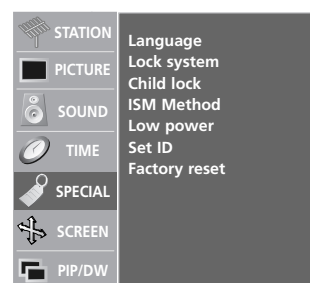 STATION
PICTURE
SOUND
TIME
SPECIAL
SCREEN
PIP/DW
Language
Lock system
Child lock
ISM Method
Low power
Set ID
Factory reset